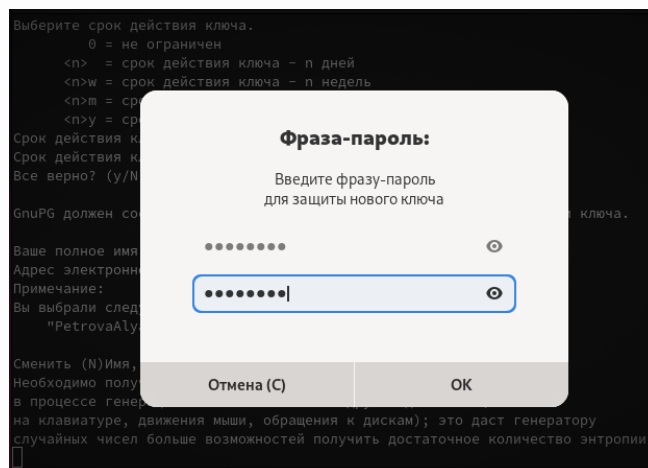 Выберите срок действия ключа.
0 = не ограничен
<n> = срок действия ключа - n дней
<n>w = срок действия ключа - n недель
<n>m = ср
<n>y = ср
Срок действия к
Срок действия к
Все верно? (y/N
GnuPG должен со ключа.
Ваше полное имя
Адрес электронн
Примечание:
Вы выбрали след
"PetrovaAly
Сменить (N)Имя,
Необходимо полу
в процессе генер
на клавиатуре, движения мыши, обращения к дискам); это даст генератору
случайных чисел больше возможностей получить достаточное количество энтропии
Фраза-пароль:
Введите фразу-пароль
для защиты нового ключа
Отмена (C) OK